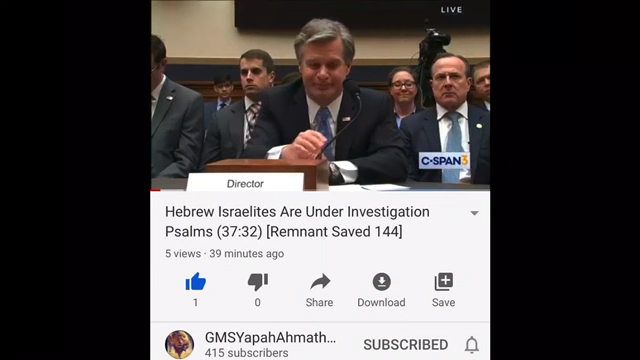 LIVE
C-SPAN3
Director
Hebrew Israelites Are Under Investigation
Psalms (37:32) [Remnant Saved 144]
5 views · 39 minutes ago
1
0
Share
Download
Save
GMSYapahAhmath...
415 subscribers
SUBSCRIBED